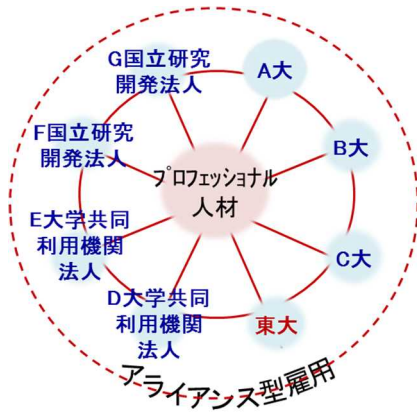 G国立研究
開発法人
A大
F国立研究
開発法人
B大
プロフェッショナル
人材
E大学共同
利用機関
法人
C大
D大学共同
利用機関
法人
東大
アライアンス型雇用